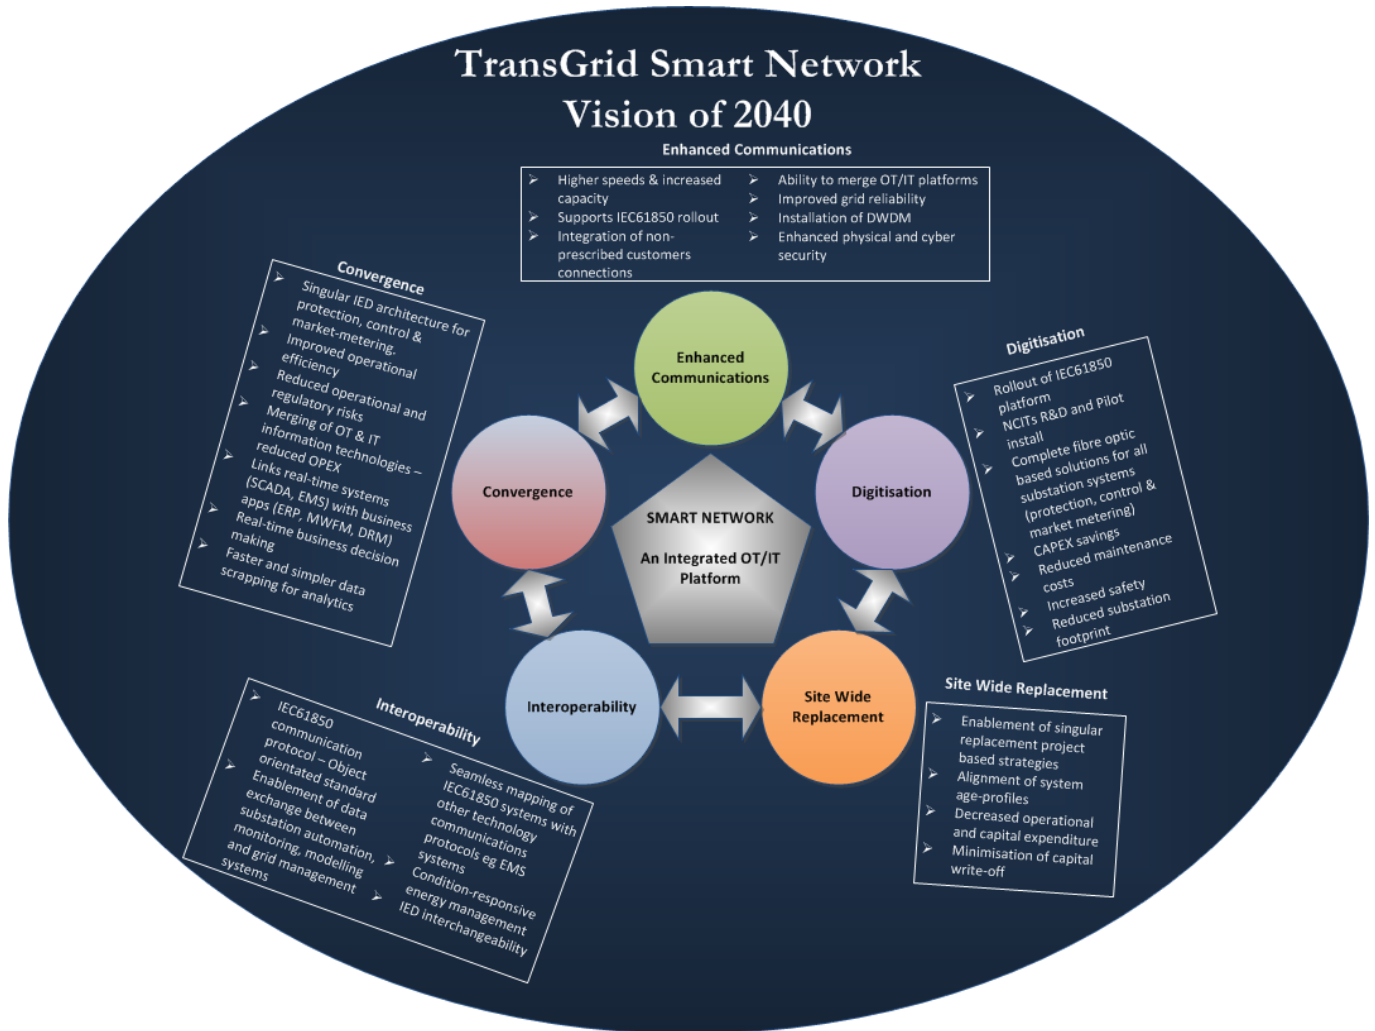 TransGrid Smart Network
Vision of 2040
Enhanced Communications
➢ Higher speeds & increased
capacity
➢ Supports IEC61850 rollout
➢ Integration of non-
prescribed customers
connections
➢ Ability to merge OT/IT platforms
➢ Improved grid reliability
➢ Installation of DWDM
➢ Enhanced physical and cyber
security
Convergence
➢ Singular IED architecture for
protection, control &
market-metering.
➢ Improved operational
efficiency
➢ Reduced operational and
regulatory risks
➢ Merging of OT & IT
information technologies –
reduced OPEX
➢ Links real-time systems
(SCADA, EMS) with business
apps (ERP, MWFM, DRM)
➢ Real-time business decision
making
➢ Faster and simpler data
scrapping for analytics
Digitisation
➢ Rollout of IEC61850
platform
➢ NCITs R&D and Pilot
install
➢ Complete fibre optic
based solutions for all
substation systems
(protection, control &
market metering)
➢ CAPEX savings
➢ Reduced maintenance
costs
➢ Increased safety
➢ Reduced substation
footprint
Enhanced
Communications
Convergence
Digitisation
SMART NETWORK
An Integrated OT/IT
Platform
Interoperability
Site Wide
Replacement
Interoperability
➢ IEC61850
communication
protocol – Object
orientated standard
➢ Enablement of data
exchange between
substation automation,
monitoring, modelling
and grid management
systems
➢ Seamless mapping of
IEC61850 systems with
other technology
communications
protocols eg EMS
systems
➢ Condition-responsive
energy management
➢ IED interchangeability
Site Wide Replacement
➢ Enablement of singular
replacement project
based strategies
➢ Alignment of system
age-profiles
➢ Decreased operational
and capital expenditure
➢ Minimisation of capital
write-off